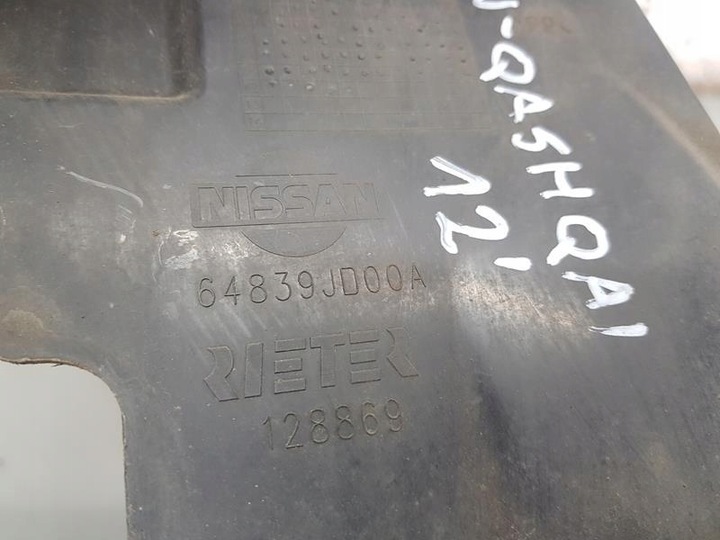 NISSAN
64839JD00A
RIETER
128869
-QASHQAI
12'